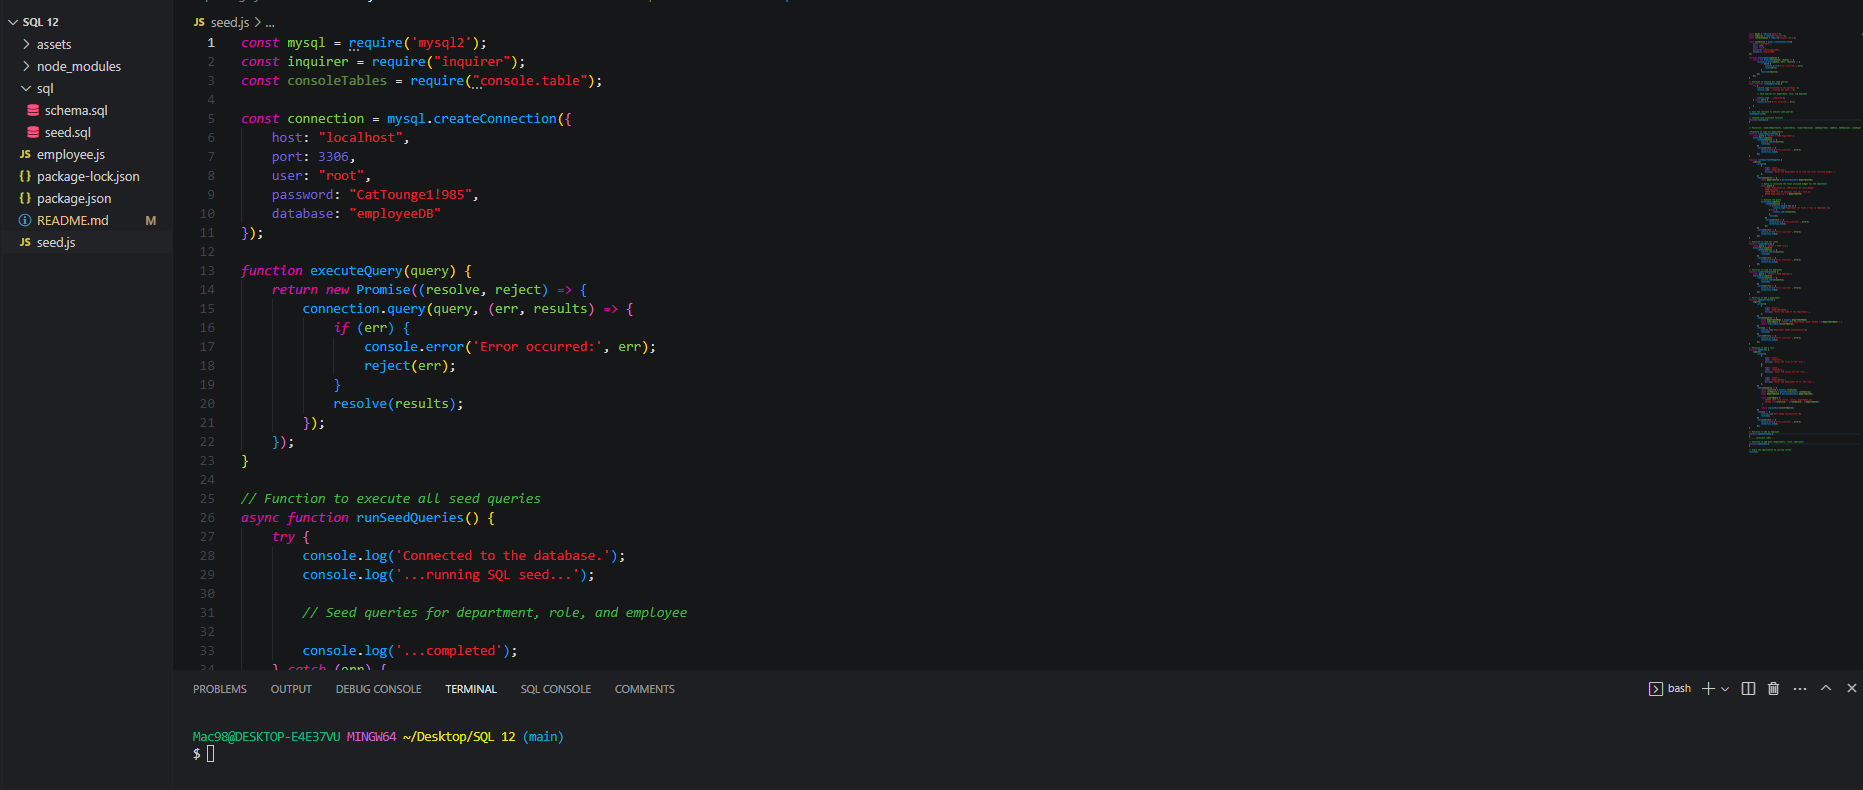 SQL 12
assets
node_modules
sql
schema.sql
seed.sql
JS employee.js
{} package-lock.json
{} package.json
README.md M
JS seed.js
JS seed.js > ...
1 const mysql = require('mysql2');
2 const inquirer = require("inquirer");
3 const consoleTables = require("console.table");
4
5 const connection = mysql.createConnection({
6 host: "localhost",
7 port: 3306,
8 user: "root",
9 password: "CatTounge1!985",
10 database: "employeeDB"
11 });
12
13 function executeQuery(query) {
14 return new Promise((resolve, reject) => {
15 connection.query(query, (err, results) => {
16 if (err) {
17 console.error('Error occurred:', err);
18 reject(err);
19 }
20 resolve(results);
21 });
22 });
23 }
24
25 // Function to execute all seed queries
26 async function runSeedQueries() {
27 try {
28 console.log('Connected to the database.');
29 console.log('...running SQL seed...');
30
31 // Seed queries for department, role, and employee
32
33 console.log('...completed');
34 } catch (err) {
PROBLEMS OUTPUT DEBUG CONSOLE TERMINAL SQL CONSOLE COMMENTS
bash
Mac98@DESKTOP-E4E37VU MINGW64 ~/Desktop/SQL 12 (main)
$